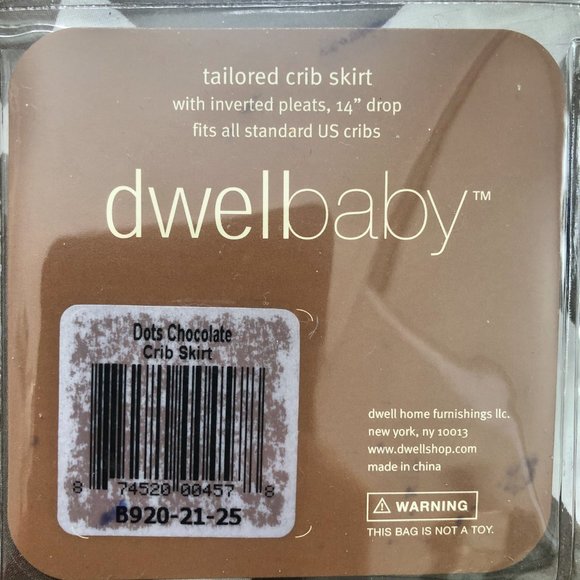 tailored crib skirt
with inverted pleats, 14” drop
fits all standard US cribs
dwellbaby™
Dots Chocolate
Crib Skirt
8 74520 00457 8
B920-21-25
dwell home furnishings llc.
new york, ny 10013
www.dwellshop.com
made in china
⚠ WARNING
THIS BAG IS NOT A TOY.